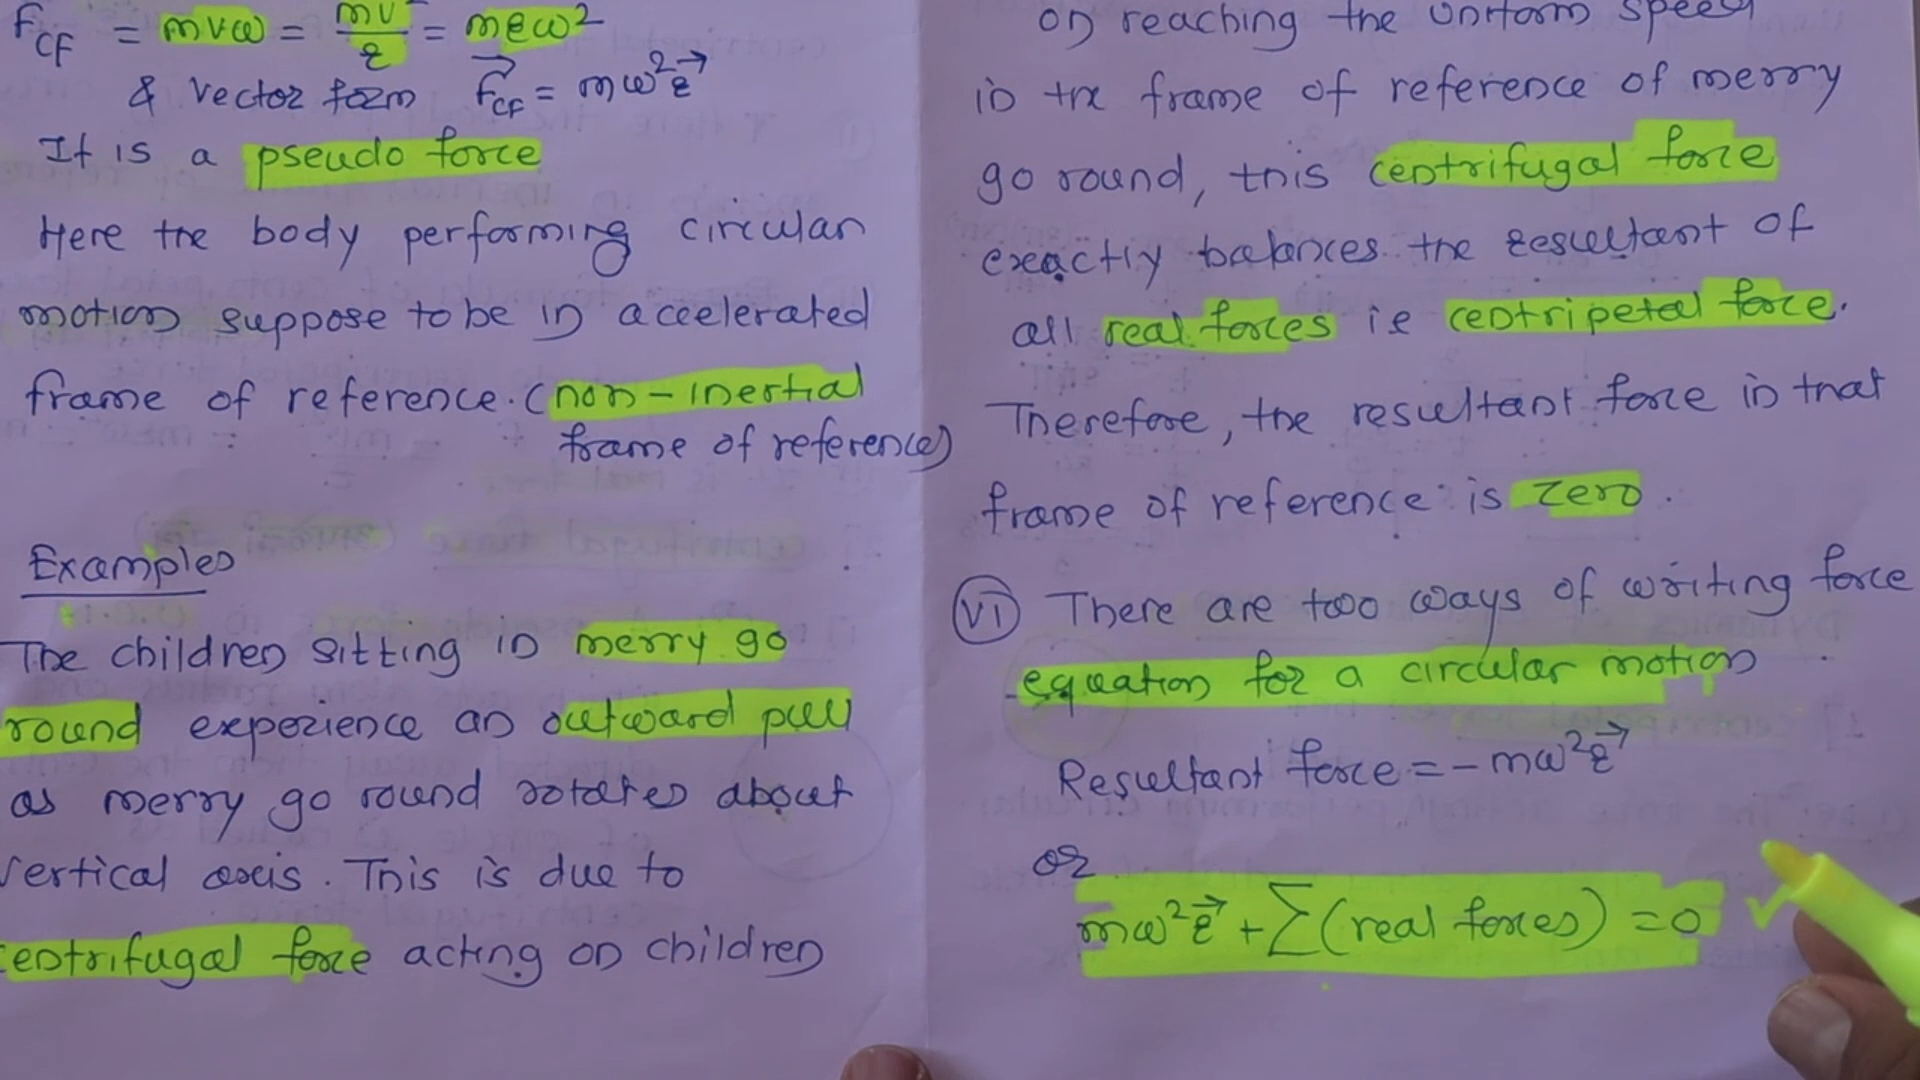 F_CF = mvω = mv²/r = mrω²
& vector form F⃗_CF = mω²r⃗
It is a pseudo force
Here the body performing circular
motion suppose to be in accelerated
frame of reference. (non-inertial
frame of reference)
Examples
The children sitting in merry go
round experience an outward pull
as merry go round rotates about
vertical axis. This is due to
centrifugal force acting on children
on reaching the uniform speed
in the frame of reference of merry
go round, this centrifugal force
exactly balances the resultant of
all real forces ie centripetal force.
Therefore, the resultant force in that
frame of reference is zero.
VI There are two ways of writing force
equation for a circular motion
Resultant force = - mω²r⃗
or
mω²r⃗ + Σ(real forces) = 0